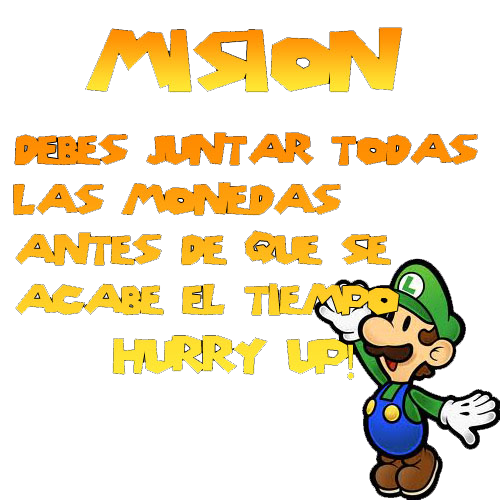 MISION
DEBES JUNTAR TODAS
LAS MONEDAS
ANTES DE QUE SE
ACABE EL TIEMPO
HURRY UP!
L